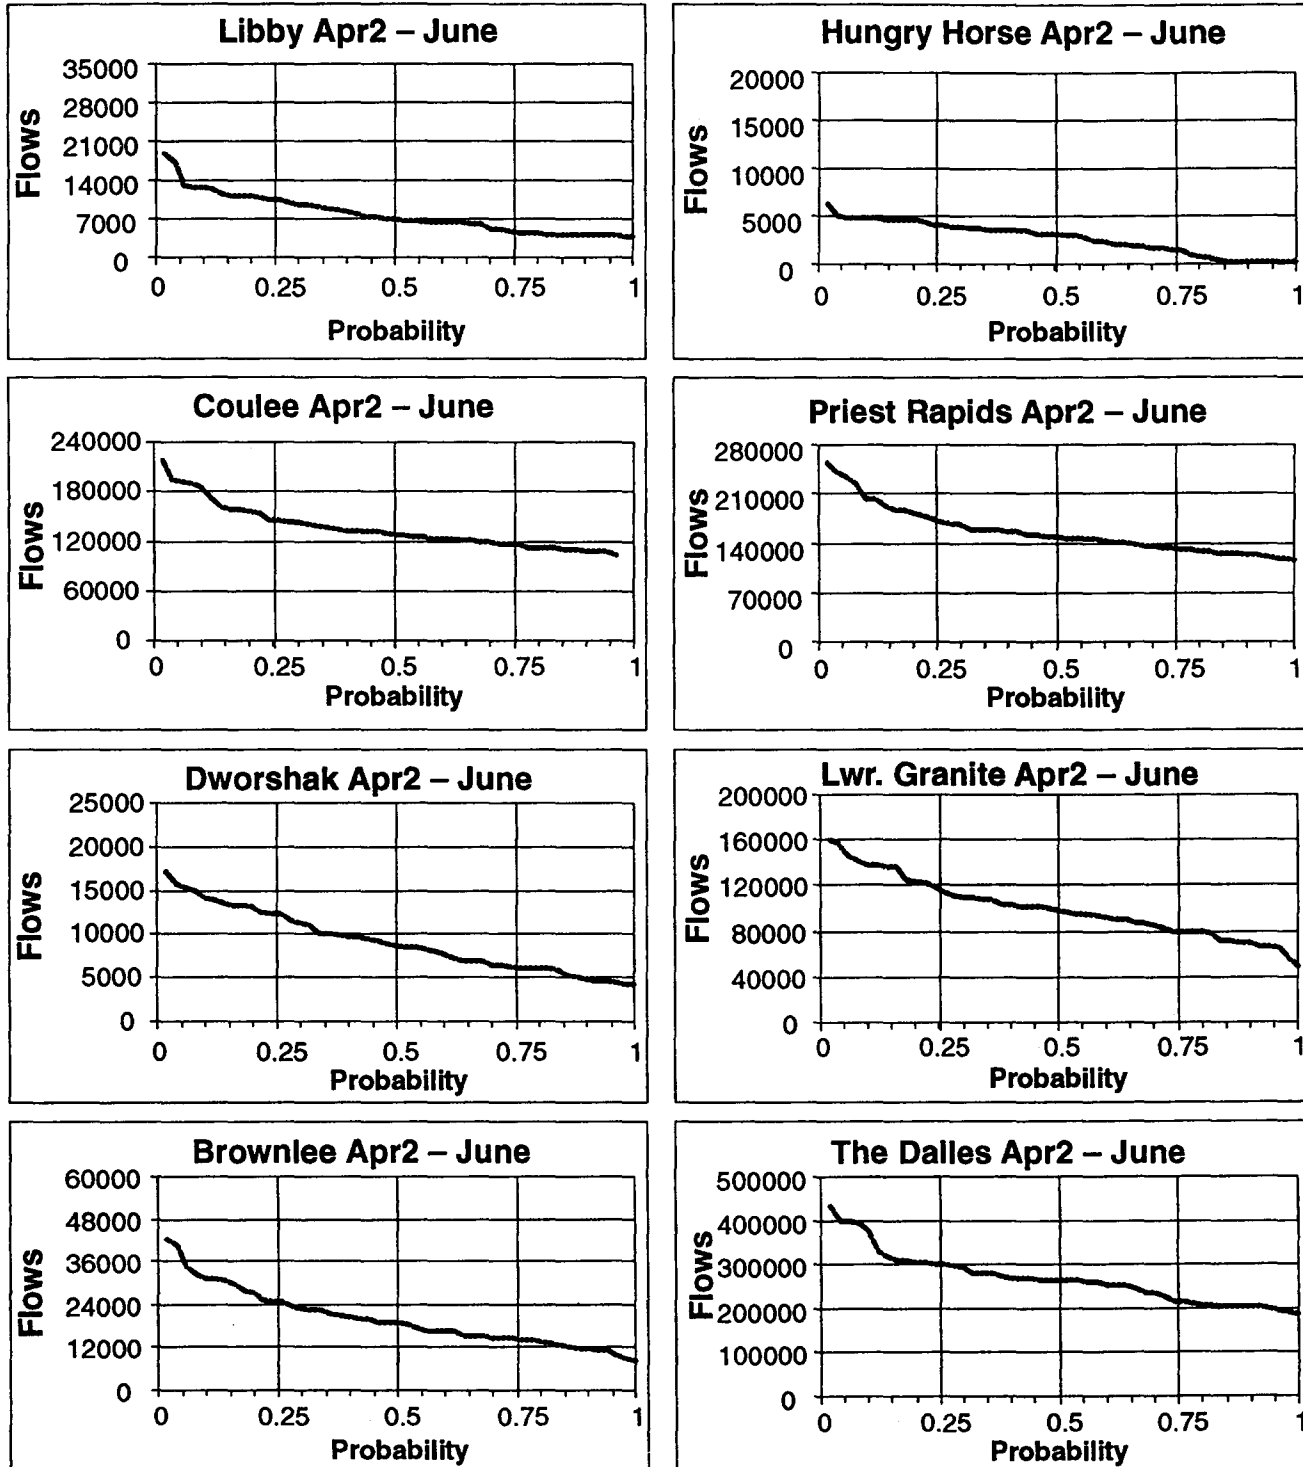 Libby Apr2 – June
35000
28000
21000
14000
7000
0
Flows
0 0.25 0.5 0.75 1
Probability
Hungry Horse Apr2 – June
20000
15000
10000
5000
0
Flows
0 0.25 0.5 0.75 1
Probability
Coulee Apr2 – June
240000
180000
120000
60000
0
Flows
0 0.25 0.5 0.75 1
Probability
Priest Rapids Apr2 – June
280000
210000
140000
70000
0
Flows
0 0.25 0.5 0.75 1
Probability
Dworshak Apr2 – June
25000
20000
15000
10000
5000
0
Flows
0 0.25 0.5 0.75 1
Probability
Lwr. Granite Apr2 – June
200000
160000
120000
80000
40000
0
Flows
0 0.25 0.5 0.75 1
Probability
Brownlee Apr2 – June
60000
48000
36000
24000
12000
0
Flows
0 0.25 0.5 0.75 1
Probability
The Dalles Apr2 – June
500000
400000
300000
200000
100000
0
Flows
0 0.25 0.5 0.75 1
Probability